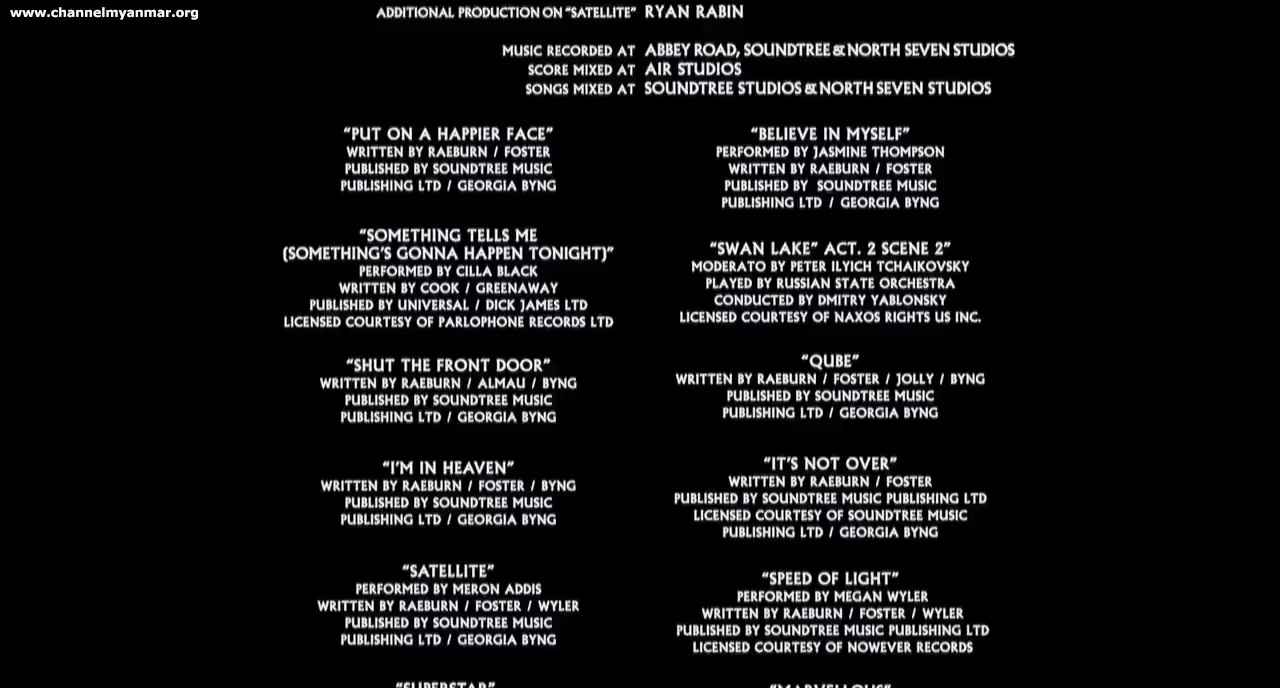 www.channelmyanmar.org
ADDITIONAL PRODUCTION ON “SATELLITE” RYAN RABIN
MUSIC RECORDED AT ABBEY ROAD, SOUNDTREE & NORTH SEVEN STUDIOS
SCORE MIXED AT AIR STUDIOS
SONGS MIXED AT SOUNDTREE STUDIOS & NORTH SEVEN STUDIOS
“PUT ON A HAPPIER FACE”
WRITTEN BY RAEBURN / FOSTER
PUBLISHED BY SOUNDTREE MUSIC
PUBLISHING LTD / GEORGIA BYNG
“SOMETHING TELLS ME
(SOMETHING'S GONNA HAPPEN TONIGHT)”
PERFORMED BY CILLA BLACK
WRITTEN BY COOK / GREENAWAY
PUBLISHED BY UNIVERSAL / DICK JAMES LTD
LICENSED COURTESY OF PARLOPHONE RECORDS LTD
“SHUT THE FRONT DOOR”
WRITTEN BY RAEBURN / ALMAU / BYNG
PUBLISHED BY SOUNDTREE MUSIC
PUBLISHING LTD / GEORGIA BYNG
“I'M IN HEAVEN”
WRITTEN BY RAEBURN / FOSTER / BYNG
PUBLISHED BY SOUNDTREE MUSIC
PUBLISHING LTD / GEORGIA BYNG
“SATELLITE”
PERFORMED BY MERON ADDIS
WRITTEN BY RAEBURN / FOSTER / WYLER
PUBLISHED BY SOUNDTREE MUSIC
PUBLISHING LTD / GEORGIA BYNG
“SUPERSTAR”
“BELIEVE IN MYSELF”
PERFORMED BY JASMINE THOMPSON
WRITTEN BY RAEBURN / FOSTER
PUBLISHED BY SOUNDTREE MUSIC
PUBLISHING LTD / GEORGIA BYNG
“SWAN LAKE” ACT. 2 SCENE 2”
MODERATO BY PETER ILYICH TCHAIKOVSKY
PLAYED BY RUSSIAN STATE ORCHESTRA
CONDUCTED BY DMITRY YABLONSKY
LICENSED COURTESY OF NAXOS RIGHTS US INC.
“QUBE”
WRITTEN BY RAEBURN / FOSTER / JOLLY / BYNG
PUBLISHED BY SOUNDTREE MUSIC
PUBLISHING LTD / GEORGIA BYNG
“IT'S NOT OVER”
WRITTEN BY RAEBURN / FOSTER
PUBLISHED BY SOUNDTREE MUSIC PUBLISHING LTD
LICENSED COURTESY OF SOUNDTREE MUSIC
PUBLISHING LTD / GEORGIA BYNG
“SPEED OF LIGHT”
PERFORMED BY MEGAN WYLER
WRITTEN BY RAEBURN / FOSTER / WYLER
PUBLISHED BY SOUNDTREE MUSIC PUBLISHING LTD
LICENSED COURTESY OF NOWEVER RECORDS
“MARVELLOUS”